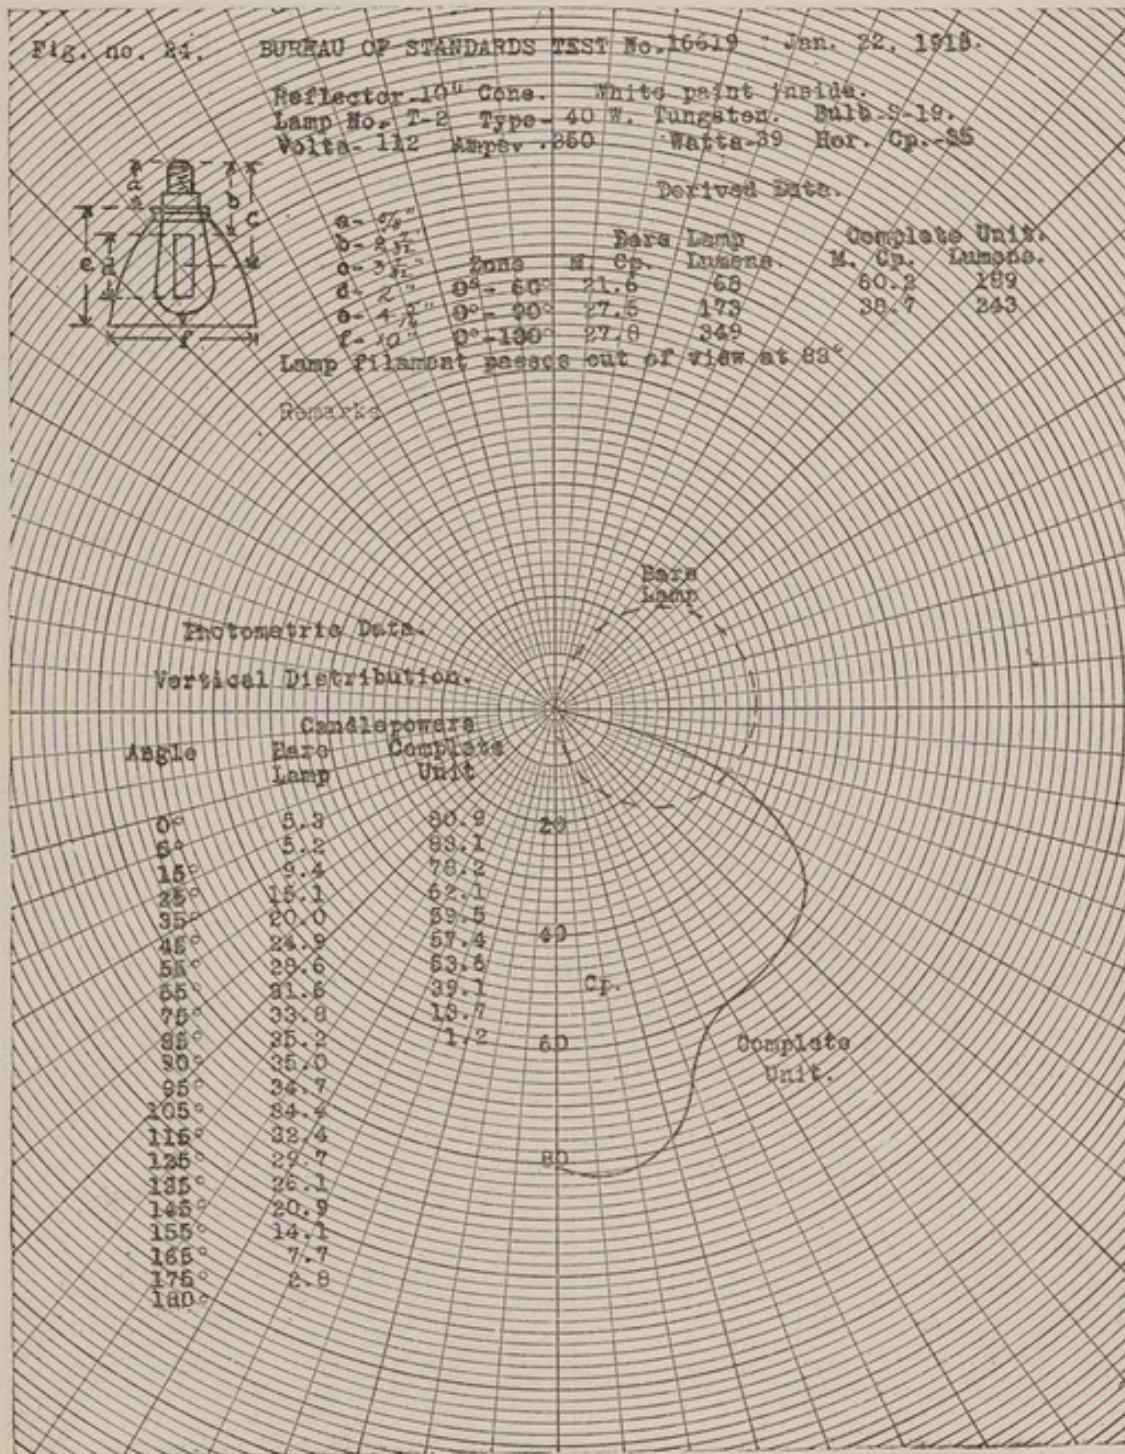 Fig. no. 24. BUREAU OF STANDARDS TEST No. 16619 Jan. 22, 1915.
Reflector-10" Cone. White paint inside.
Lamp No. T-2 Type-40 W. Tungsten. Bulb S-19.
Volts- 112 Amps. .350 Watts-39 Hor. Cp.-35
Derived Data.
a
b
c
e
d
f
a-
b- 2
c- 3
d- 2"
e- 4
f- 10"
Bare Lamp Complete Unit.
Zone M. Cp. Lumens. M. Cp. Lumens.
0°- 60° 21.6 68 60.2 189
0°- 90° 27.5 173 38.7 243
0°-180° 27.8 349
Lamp filament passes out of view at
Remarks
Bare
Lamp
Photometric Data.
Vertical Distribution.
Candlepowers
Angle Bare Complete
Lamp Unit
0° 5.3 80.9
5° 5.2 83.1
15° 9.4 78.2
25° 15.1 62.1
35° 20.0 59.5
45° 24.9 57.4
55° 28.6 53.6
65° 31.6 39.1
75° 33.8 13.7
85° 35.2 1.2
90° 35.0
95° 34.7
105° 34.4
115° 32.4
125° 29.7
135° 26.1
145° 20.9
155° 14.1
165° 7.7
175° 2.8
180°
20
40
Cp.
60
80
Complete
Unit.